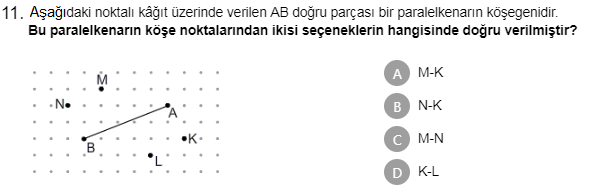 11. Aşağıdaki noktalı kâğıt üzerinde verilen AB doğru parçası bir paralelkenarın köşegenidir.
Bu paralelkenarın köşe noktalarından ikisi seçeneklerin hangisinde doğru verilmiştir?
M
N
A
K
B
L
A M-K
B N-K
C M-N
D K-L